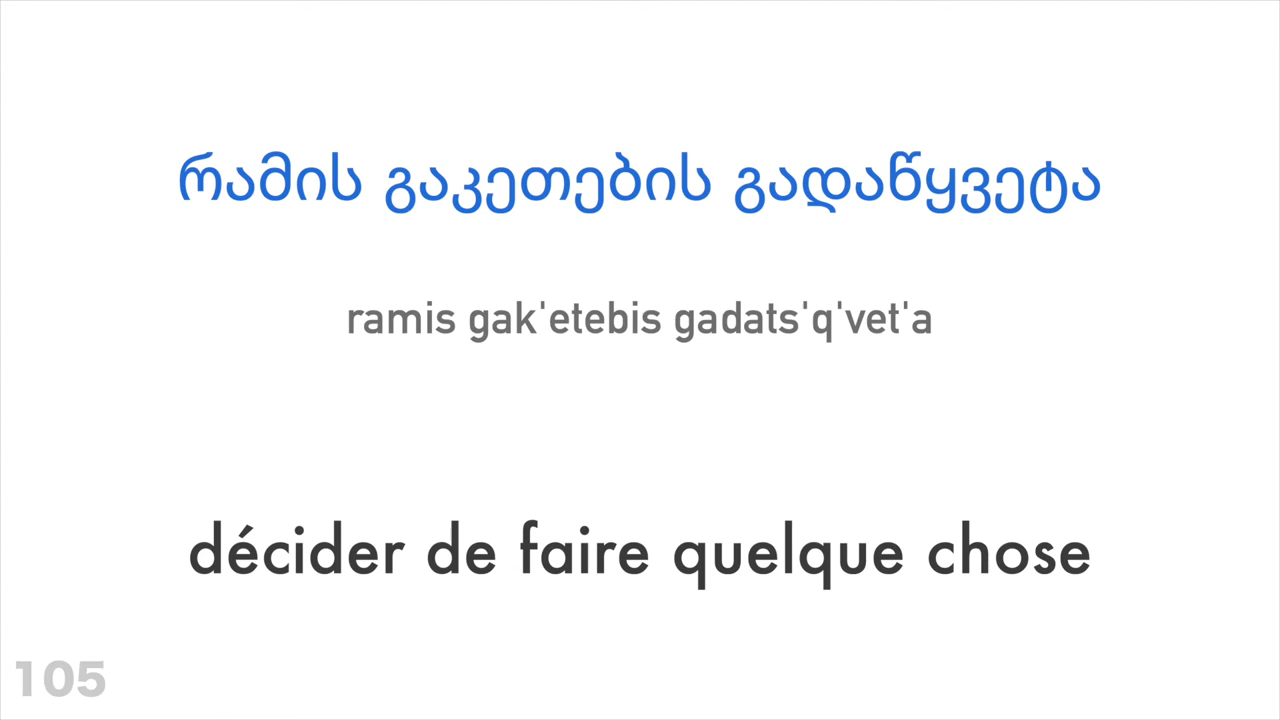 რამის გაკეთების გადაწყვეტა
ramis gak'etebis gadats'q'vet'a
décider de faire quelque chose
105